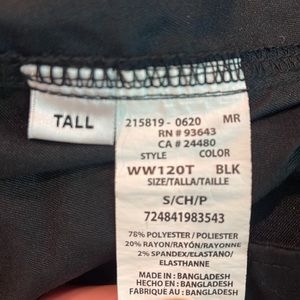 TALL
215819 - 0620 MR
RN # 93643
CA # 24480
STYLE COLOR
WW120T BLK
SIZE/TALLA/TAILLE
S/CH/P
724841983543
78% POLYESTER / POLIESTER
20% RAYON/RAYÓN/RAYONNE
2% SPANDEX/ELASTANO/
ELASTHANNE
MADE IN : BANGLADESH
HECHO EN : BANGLADESH
FABRIQUE AU : BANGLADESH